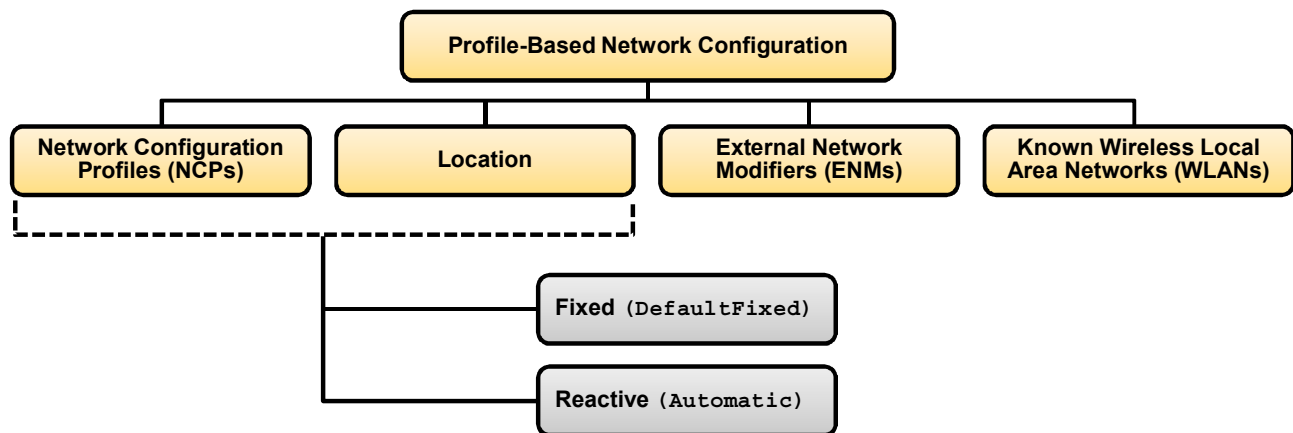 Profile-Based Network Configuration
Network Configuration
Profiles (NCPs)
Location
External Network
Modifiers (ENMs)
Known Wireless Local
Area Networks (WLANs)
Fixed (DefaultFixed)
Reactive (Automatic)